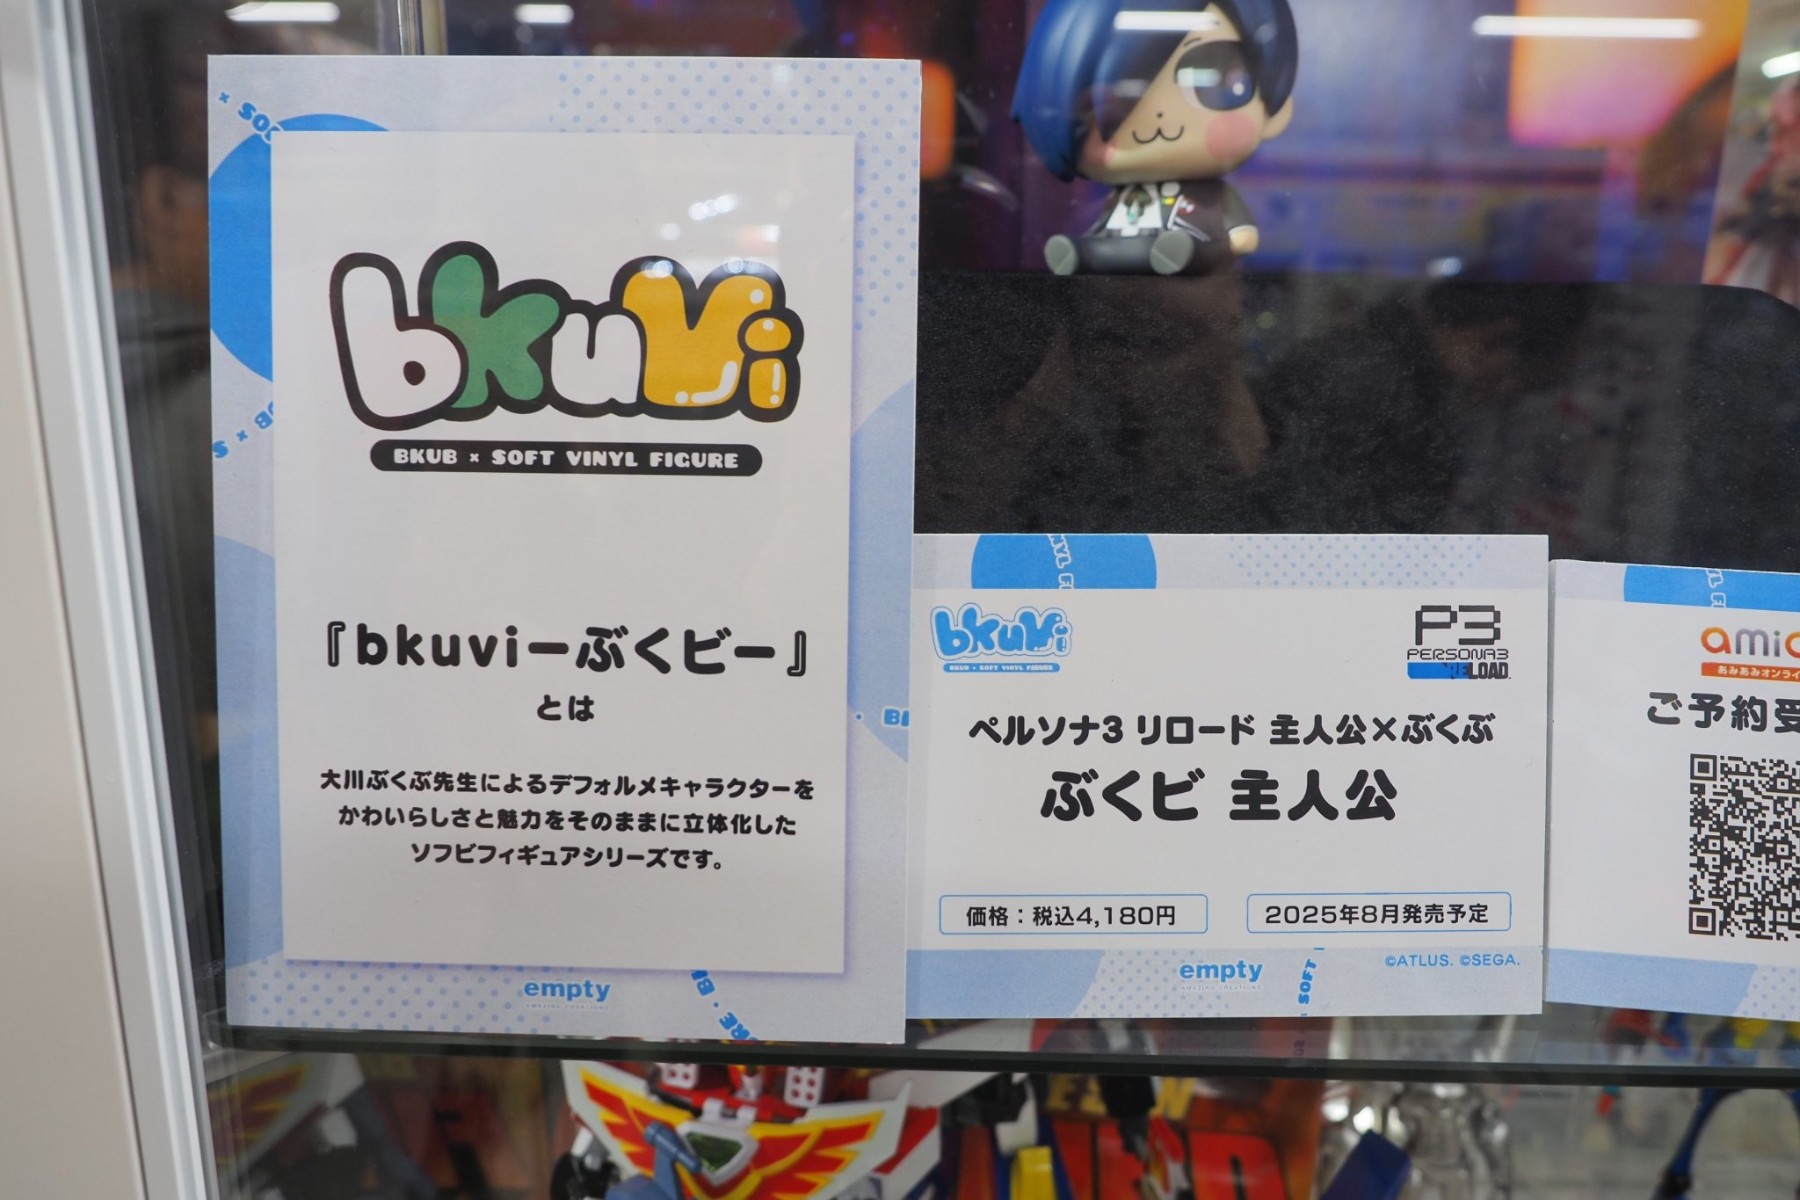 bkuvi
BKUB × SOFT VINYL FIGURE
『bkuviーぶくビー』
とは
大川ぶくぶ先生によるデフォルメキャラクターを
かわいらしさと魅力をそのままに立体化した
ソフビフィギュアシリーズです。
empty
AMAZING CREATIONS
bkuvi
BKUB × SOFT VINYL FIGURE
P3
PERSONA3
RELOAD
ペルソナ3 リロード 主人公×ぶくぶ
ぶくビ 主人公
価格：税込4,180円
2025年8月発売予定
©ATLUS. ©SEGA.
empty
AMAZING CREATIONS
SOFT
ご予約受